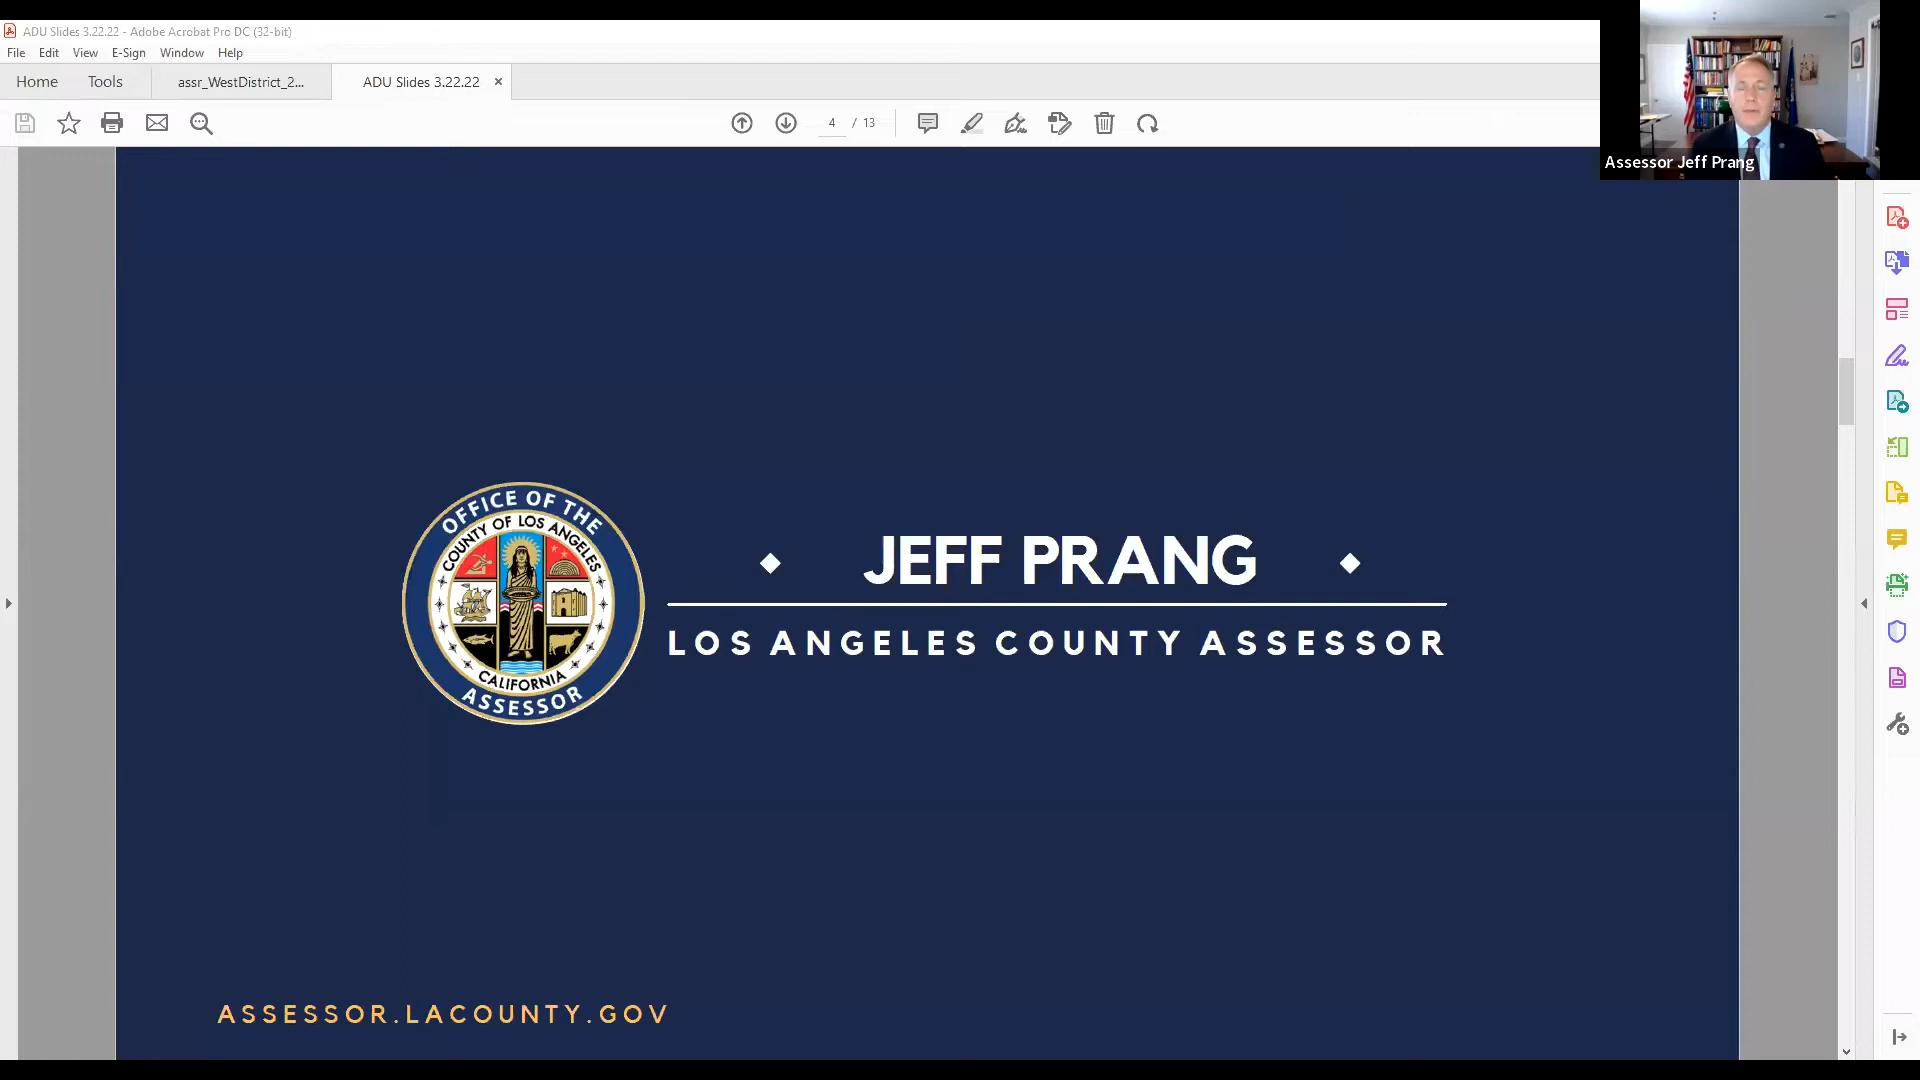 ADU Slides 3.22.22 - Adobe Acrobat Pro DC (32-bit)
File Edit View E-Sign Window Help
Home Tools assr_WestDistrict_2... ADU Slides 3.22.22 ×
4 / 13
Assessor Jeff Prang
OFFICE OF THE
COUNTY OF LOS ANGELES
CALIFORNIA
ASSESSOR
JEFF PRANG
LOS ANGELES COUNTY ASSESSOR
ASSESSOR.LACOUNTY.GOV